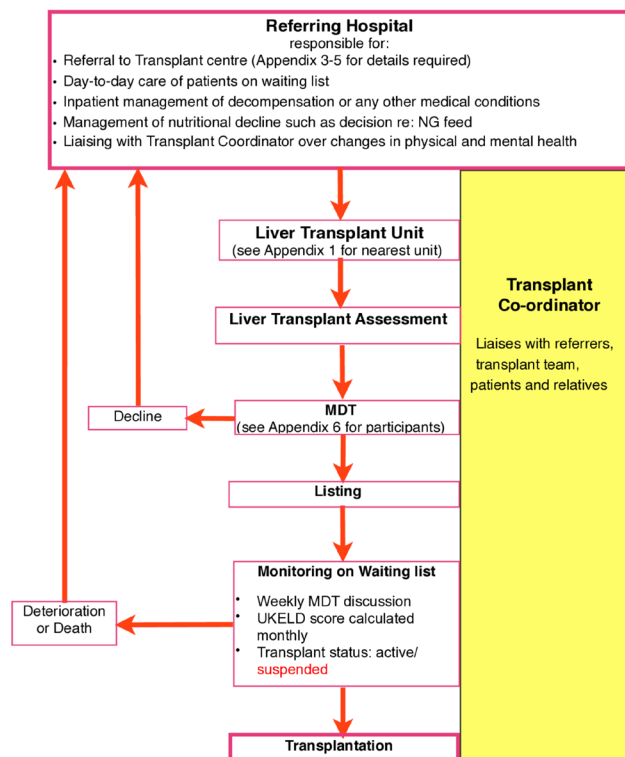 Referring Hospital
responsible for:
• Referral to Transplant centre (Appendix 3-5 for details required)
• Day-to-day care of patients on waiting list
• Inpatient management of decompensation or any other medical conditions
• Management of nutritional decline such as decision re: NG feed
• Liaising with Transplant Coordinator over changes in physical and mental health
Liver Transplant Unit
(see Appendix 1 for nearest unit)
Liver Transplant Assessment
MDT
(see Appendix 6 for participants)
Decline
Listing
Monitoring on Waiting list
• Weekly MDT discussion
• UKELD score calculated
monthly
• Transplant status: active/
suspended
Deterioration
or Death
Transplantation
Transplant
Co-ordinator
Liaises with referrers,
transplant team,
patients and relatives